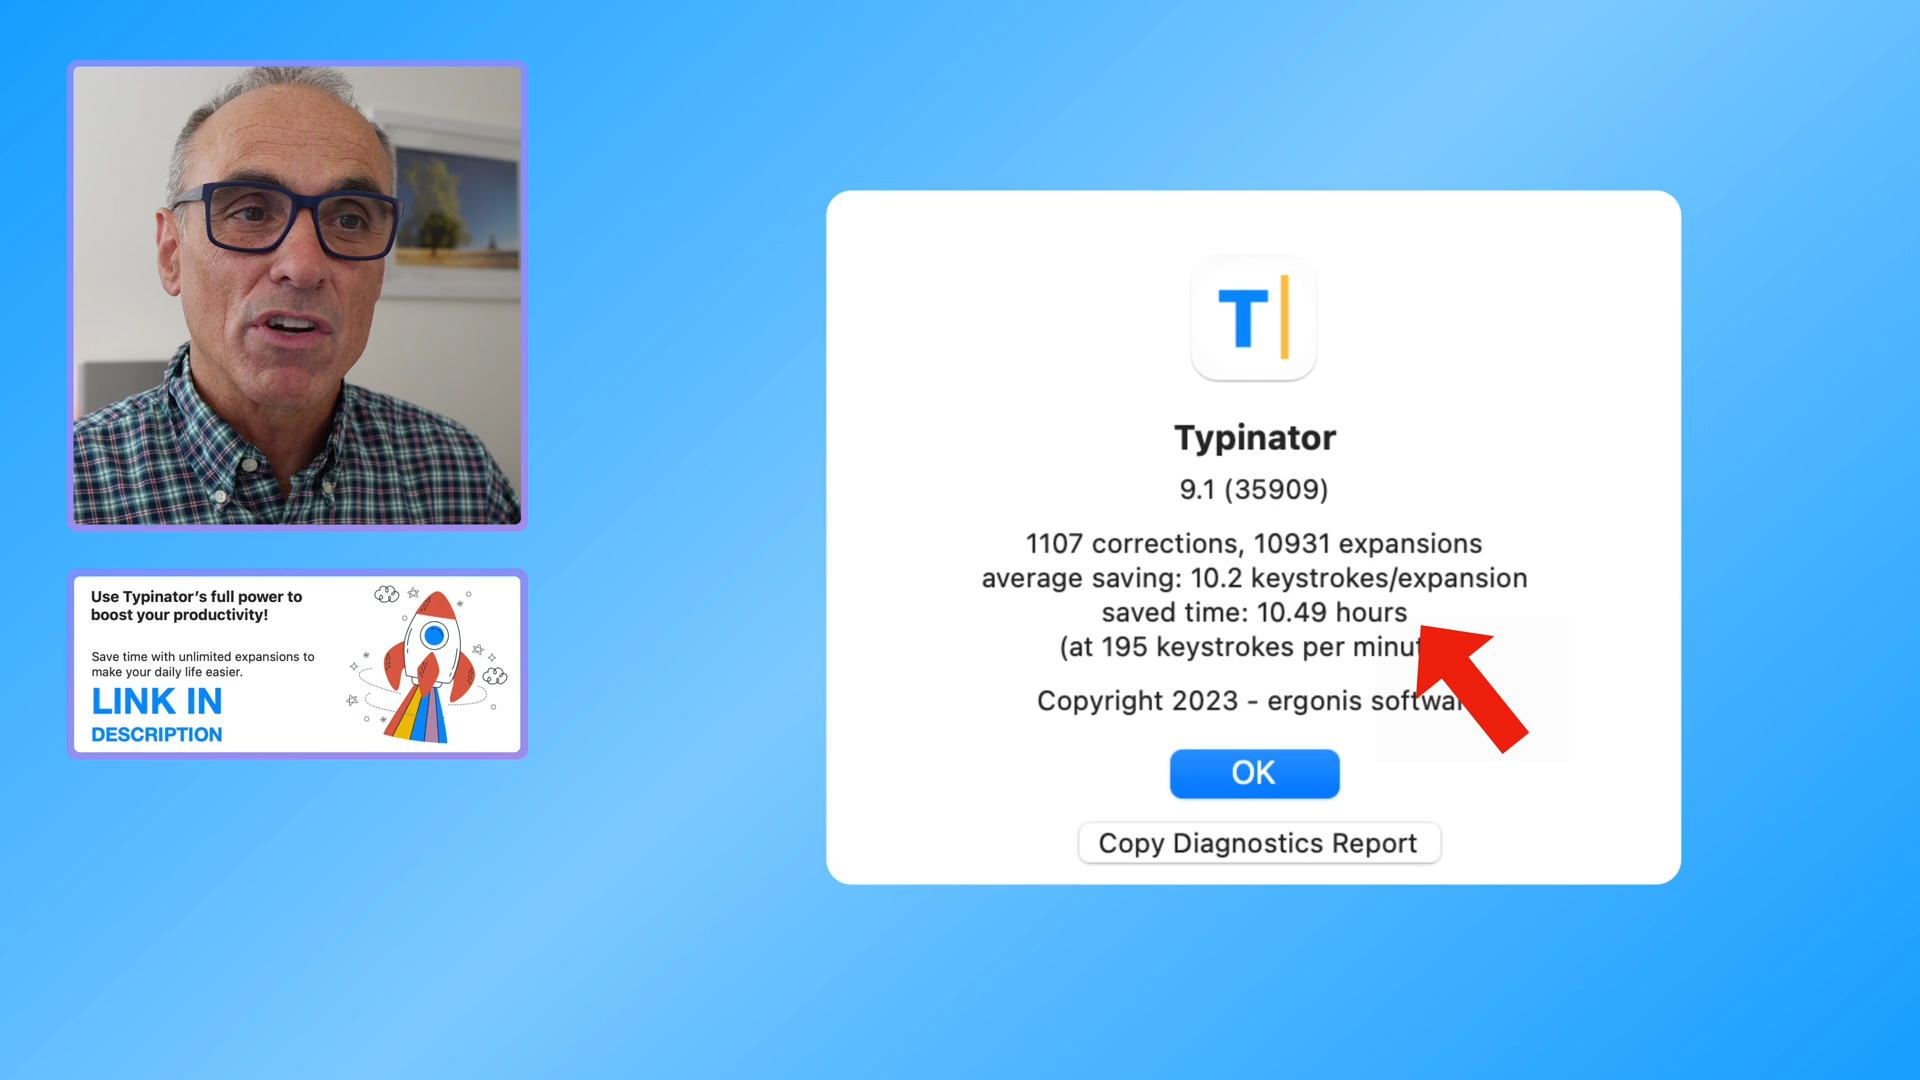 Use Typinator's full power to
boost your productivity!
Save time with unlimited expansions to
make your daily life easier.
LINK IN
DESCRIPTION
T
Typinator
9.1 (35909)
1107 corrections, 10931 expansions
average saving: 10.2 keystrokes/expansion
saved time: 10.49 hours
(at 195 keystrokes per minut
Copyright 2023 - ergonis softwar
OK
Copy Diagnostics Report